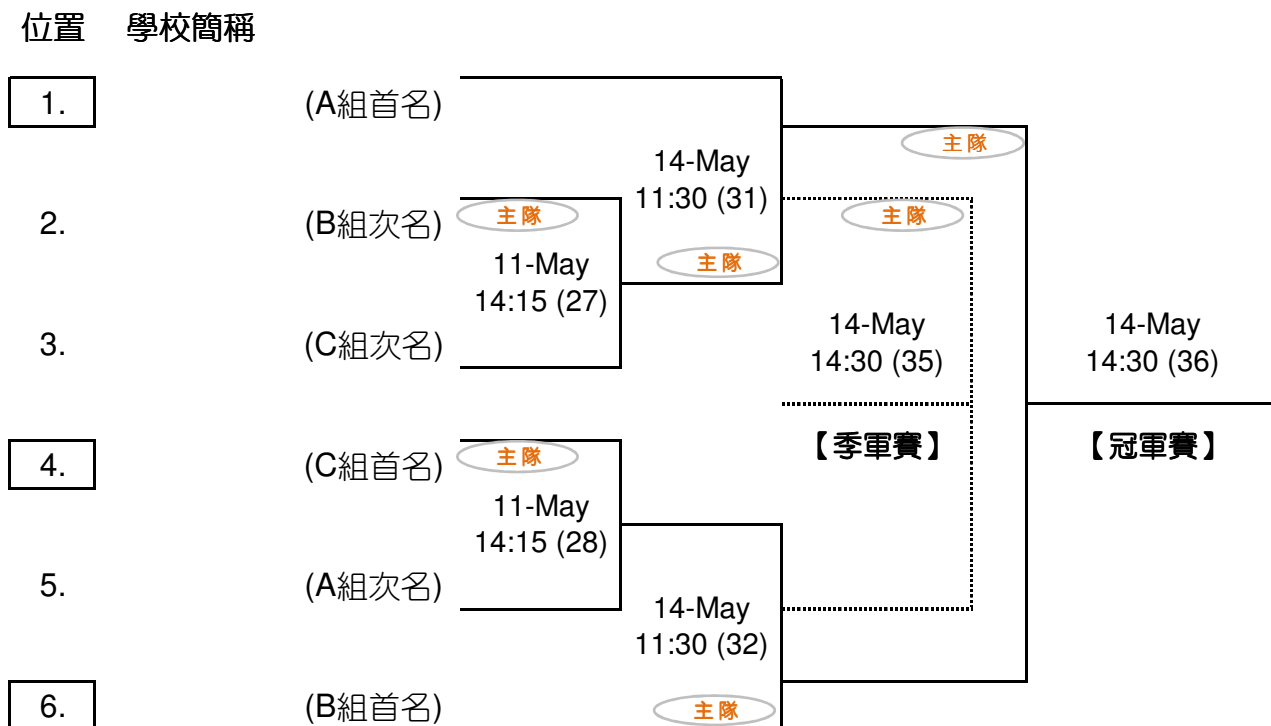 位置 學校簡稱
1. (A組首名)
主隊
14-May
11:30 (31)
2. (B組次名) 主隊 主隊
11-May
14:15 (27)
主隊
3. (C組次名)
14-May
14:30 (35)
14-May
14:30 (36)
【季軍賽】 【冠軍賽】
4. (C組首名) 主隊
11-May
14:15 (28)
5. (A組次名)
14-May
11:30 (32)
6. (B組首名) 主隊